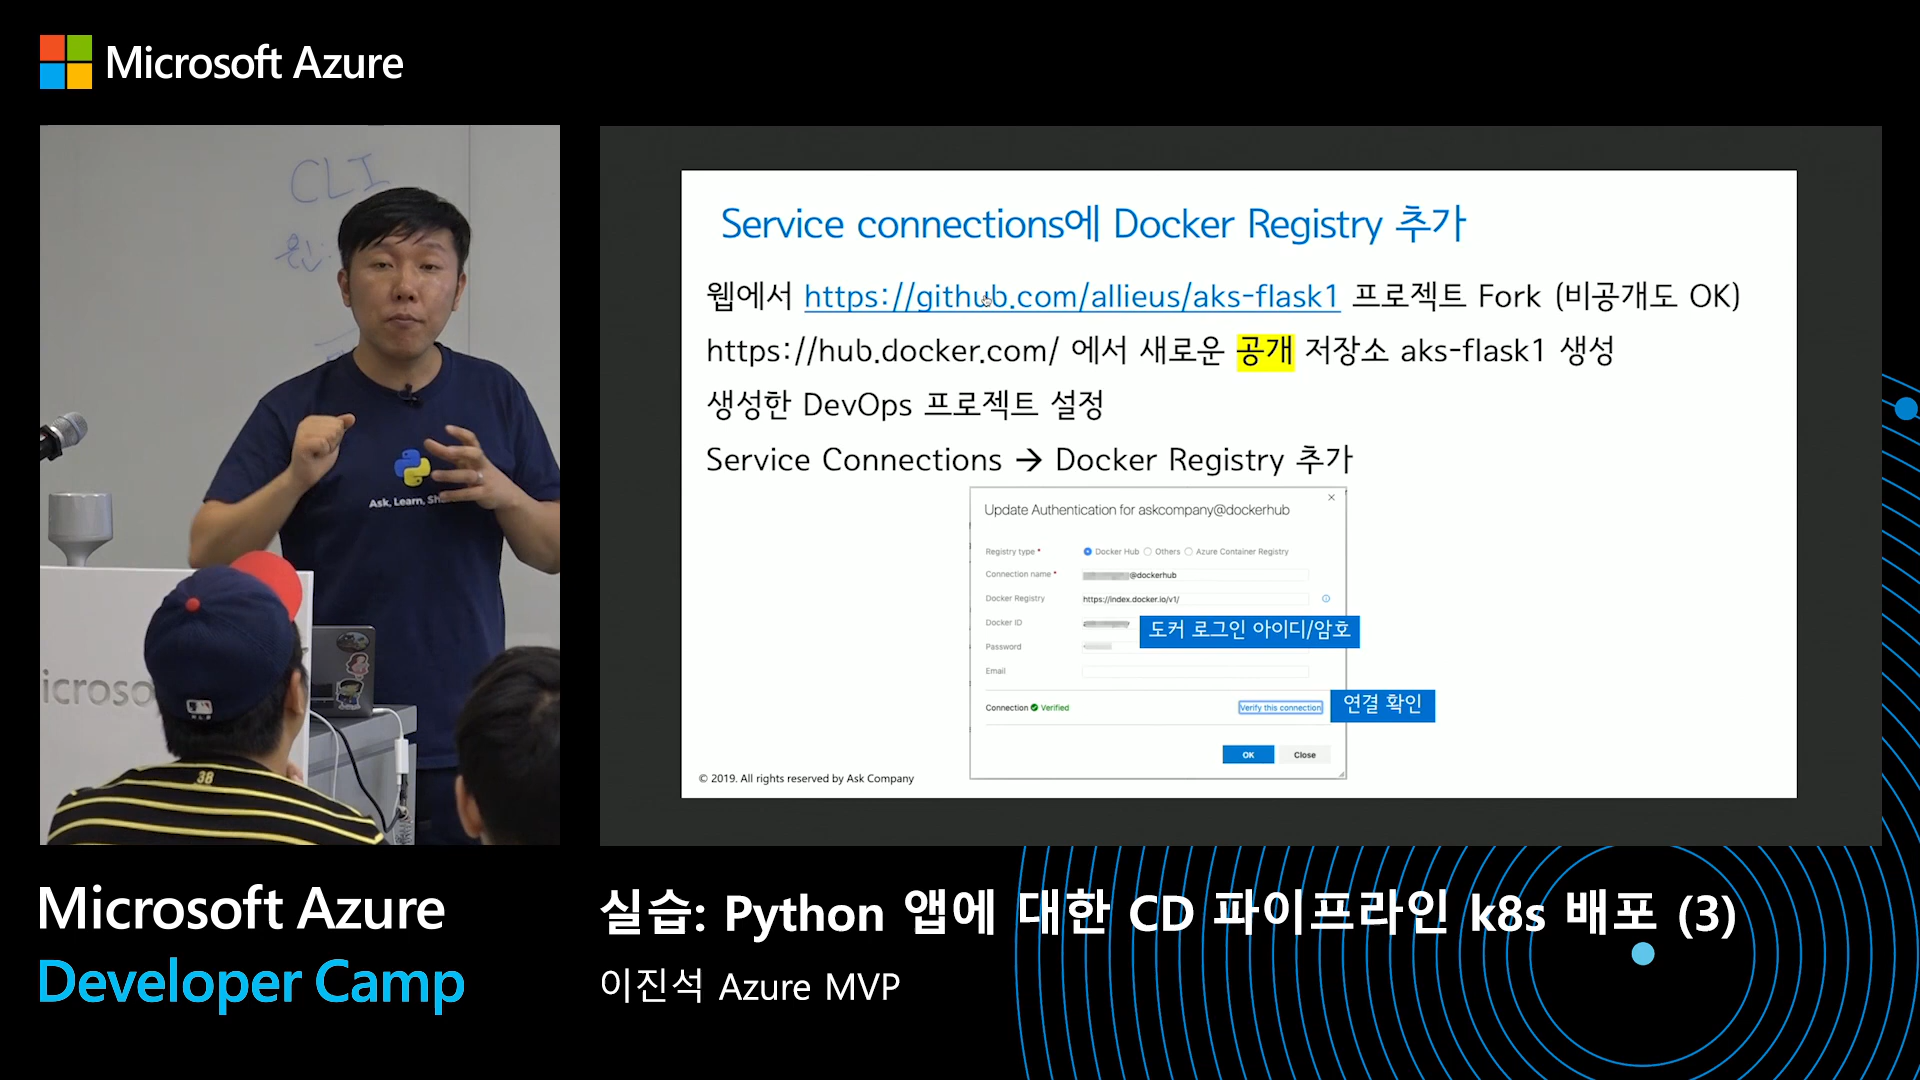 Microsoft Azure
CLI
Ask, Learn, Sh
icroso
38
Service connections에 Docker Registry 추가
웹에서 https://github.com/allieus/aks-flask1 프로젝트 Fork (비공개도 OK)
https://hub.docker.com/ 에서 새로운 공개 저장소 aks-flask1 생성
생성한 DevOps 프로젝트 설정
Service Connections → Docker Registry 추가
Update Authentication for askcompany@dockerhub
Registry type * Docker Hub Others Azure Container Registry
Connection name * @dockerhub
Docker Registry https://index.docker.io/v1/
Docker ID
도커 로그인 아이디/암호
Password
Email
Connection Verified Verify this connection
연결 확인
OK Close
© 2019. All rights reserved by Ask Company
Microsoft Azure
Developer Camp
실습: Python 앱에 대한 CD 파이프라인 k8s 배포 (3)
이진석 Azure MVP